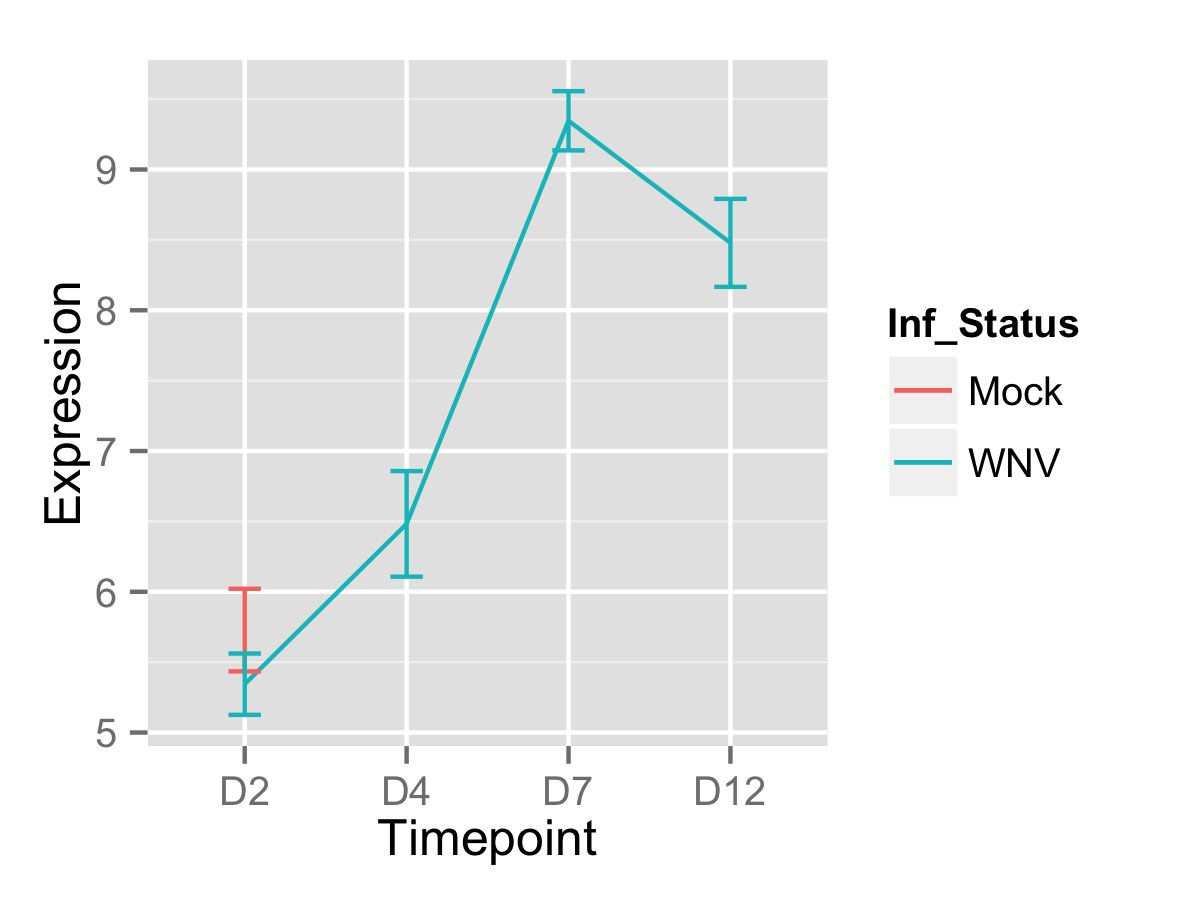 Expression
9
8
7
6
5
D2 D4 D7 D12
Timepoint
Inf_Status
Mock
WNV